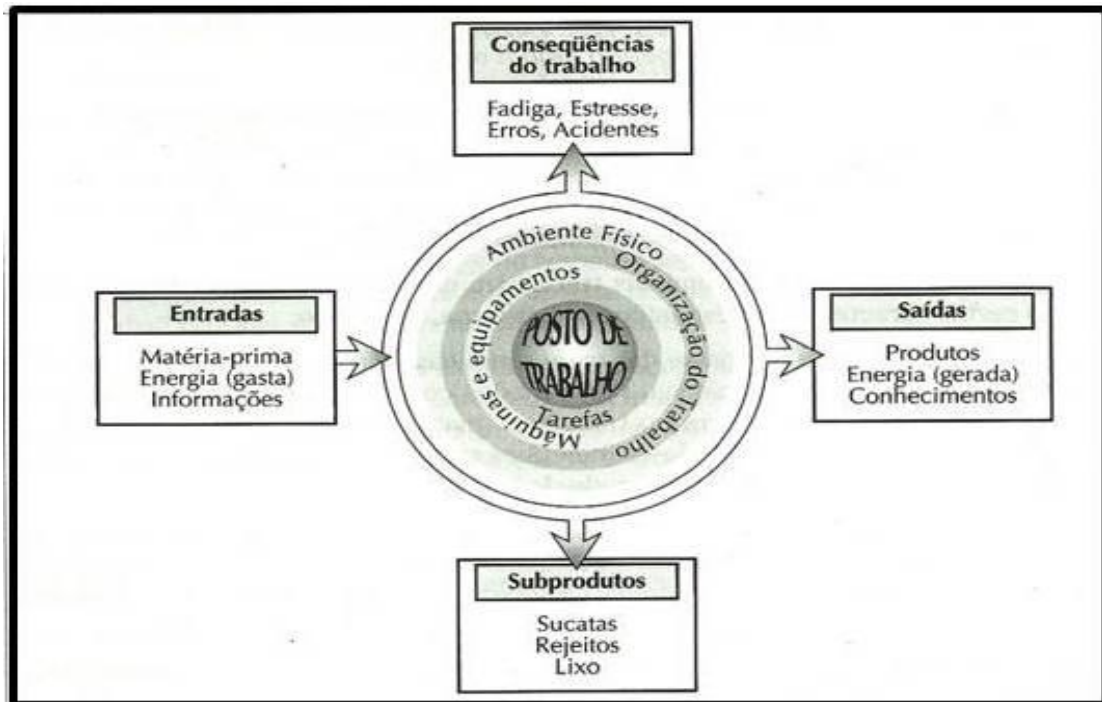 Conseqüências
do trabalho
Fadiga, Estresse,
Erros, Acidentes
Ambiente Físico
Organização do Trabalho
Máquinas e equipamentos
POSTO DE
TRABALHO
Tarefas
Entradas
Matéria-prima
Energia (gasta)
Informações
Saídas
Produtos
Energia (gerada)
Conhecimentos
Subprodutos
Sucatas
Rejeitos
Lixo